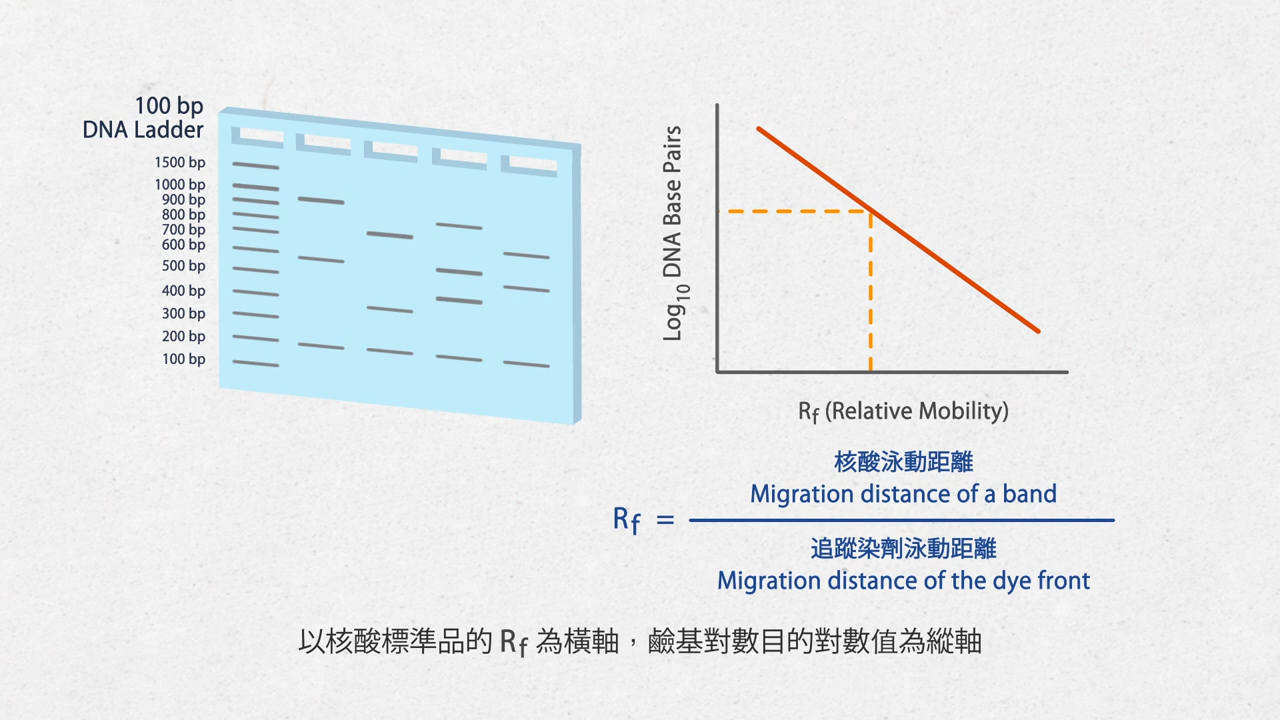 100 bp
DNA Ladder
1500 bp
1000 bp
900 bp
800 bp
700 bp
600 bp
500 bp
400 bp
300 bp
200 bp
100 bp
Log10 DNA Base Pairs
Rf (Relative Mobility)
核酸泳動距離
Migration distance of a band
Rf =
追蹤染劑泳動距離
Migration distance of the dye front
以核酸標準品的 Rf 為橫軸，鹼基對數目的對數值為縱軸